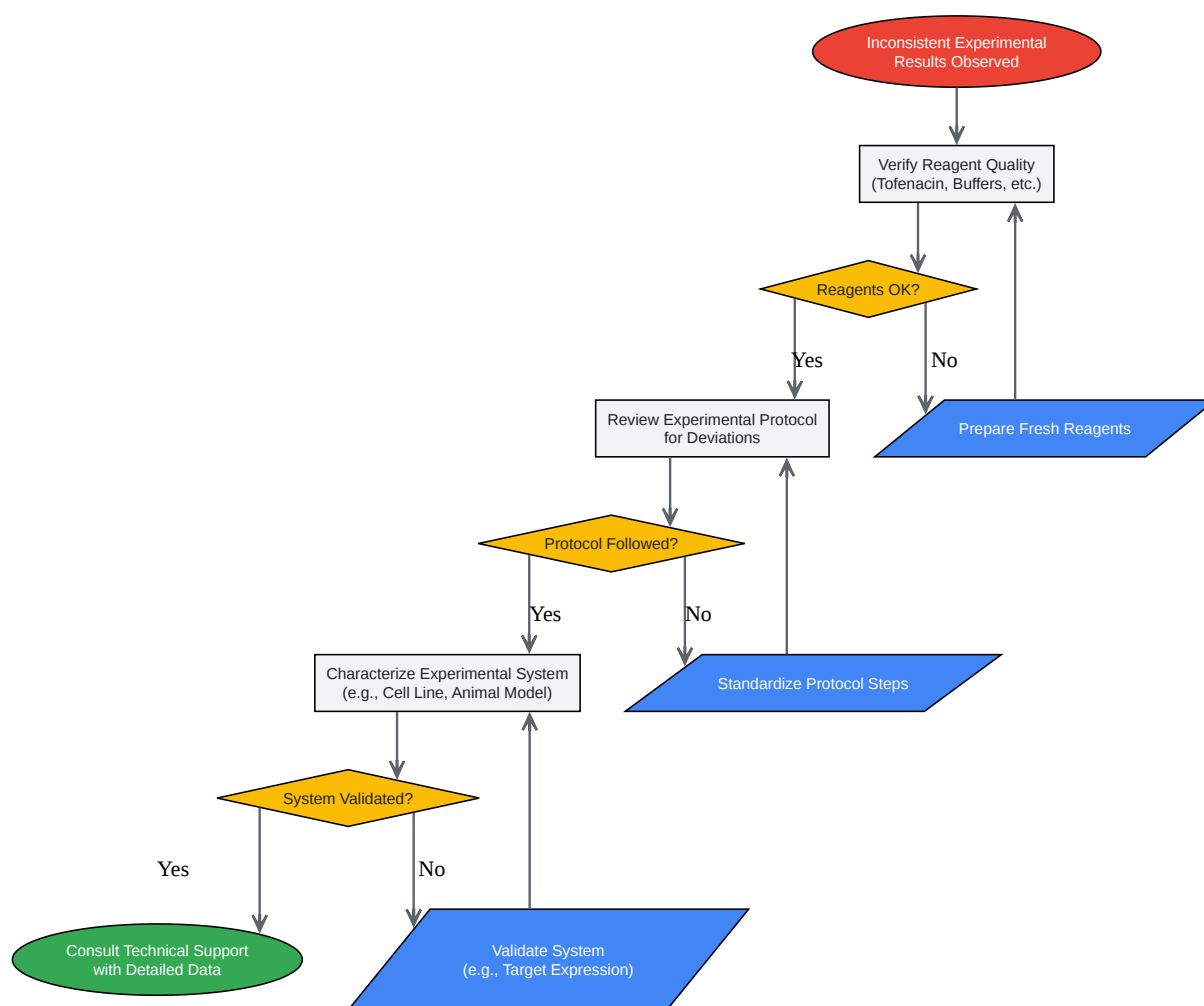 Inconsistent Experimental
Results Observed
Verify Reagent Quality
(Tofenacin, Buffers, etc.)
Reagents OK?
Yes
No
Review Experimental Protocol
for Deviations
Prepare Fresh Reagents
Protocol Followed?
Yes
No
Characterize Experimental System
(e.g., Cell Line, Animal Model)
Standardize Protocol Steps
System Validated?
Yes
No
Consult Technical Support
with Detailed Data
Validate System
(e.g., Target Expression)